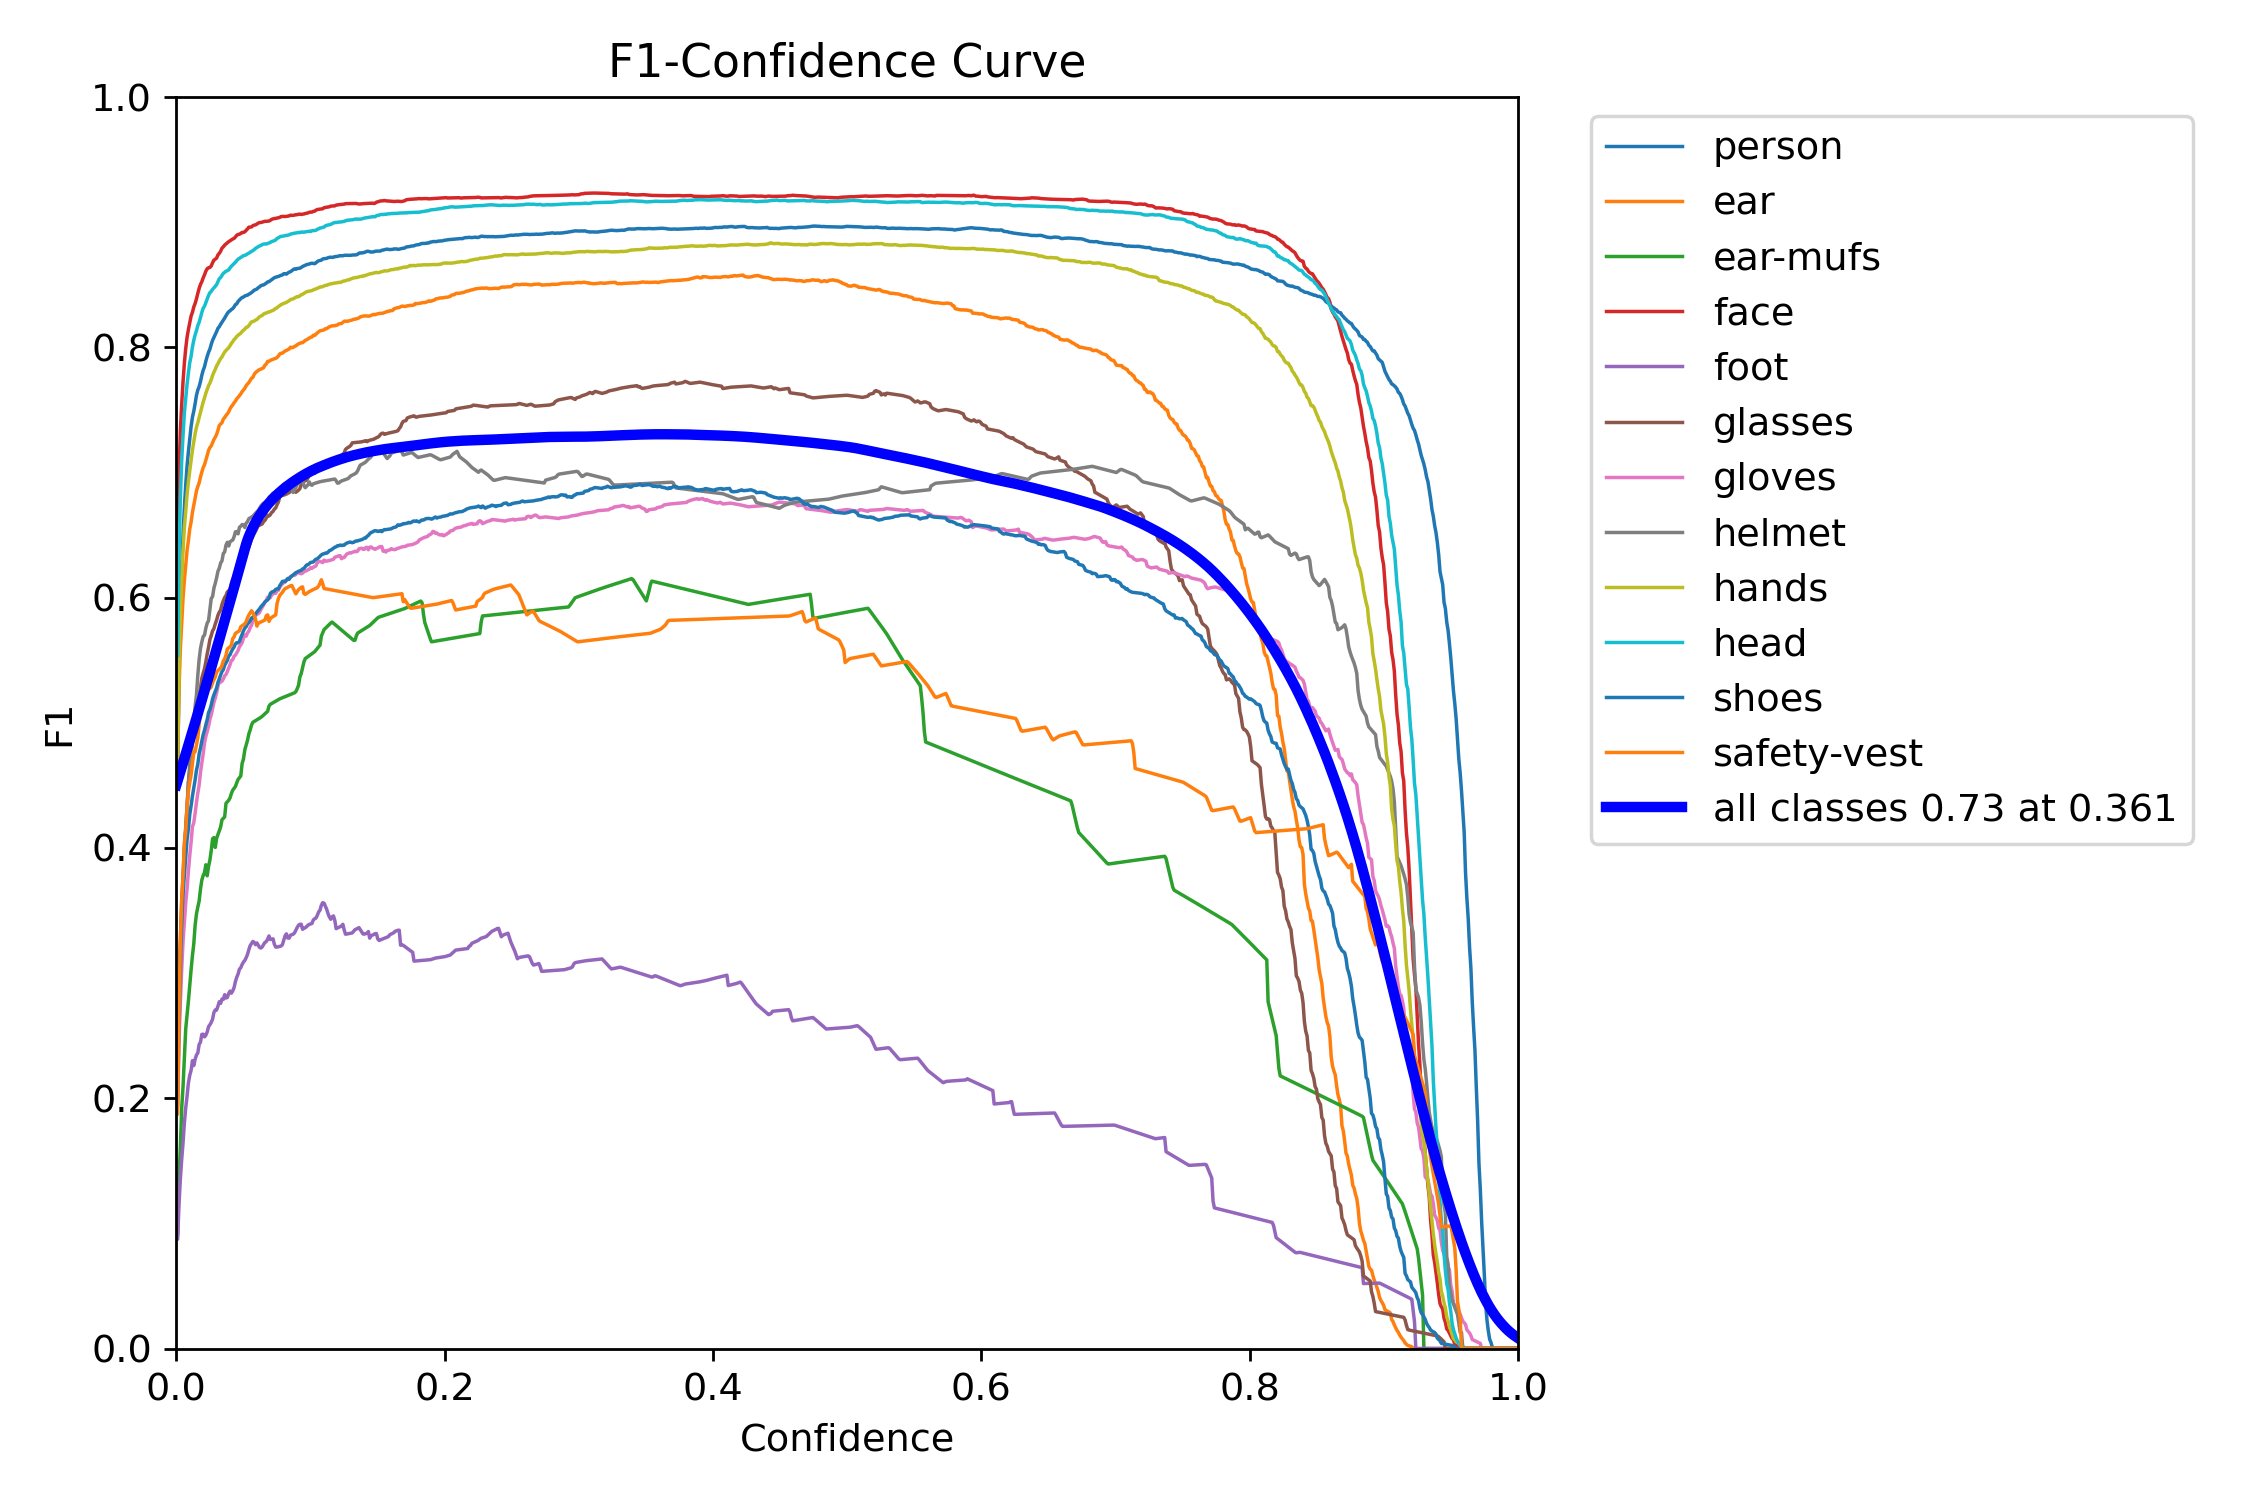 F1-Confidence Curve
1.0
0.8
0.6
0.4
0.2
0.0
F1
0.0 0.2 0.4 0.6 0.8 1.0
Confidence
person
ear
ear-mufs
face
foot
glasses
gloves
helmet
hands
head
shoes
safety-vest
all classes 0.73 at 0.361